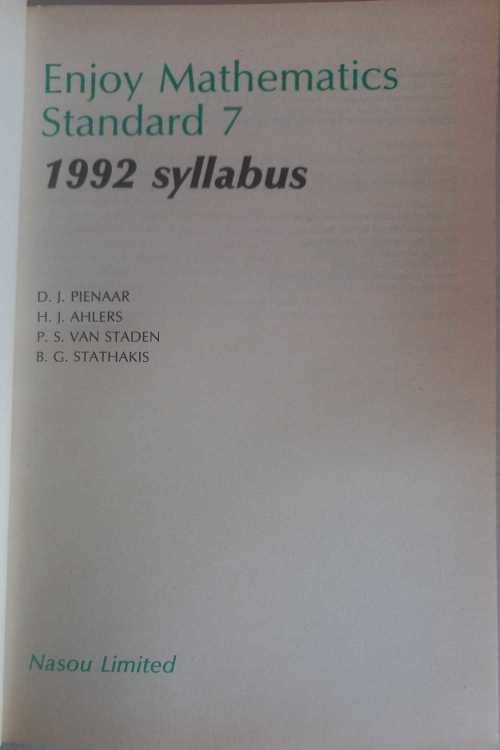 Enjoy Mathematics
Standard 7
1992 syllabus
D. J. PIENAAR
H. J. AHLERS
P. S. VAN STADEN
B. G. STATHAKIS
Nasou Limited